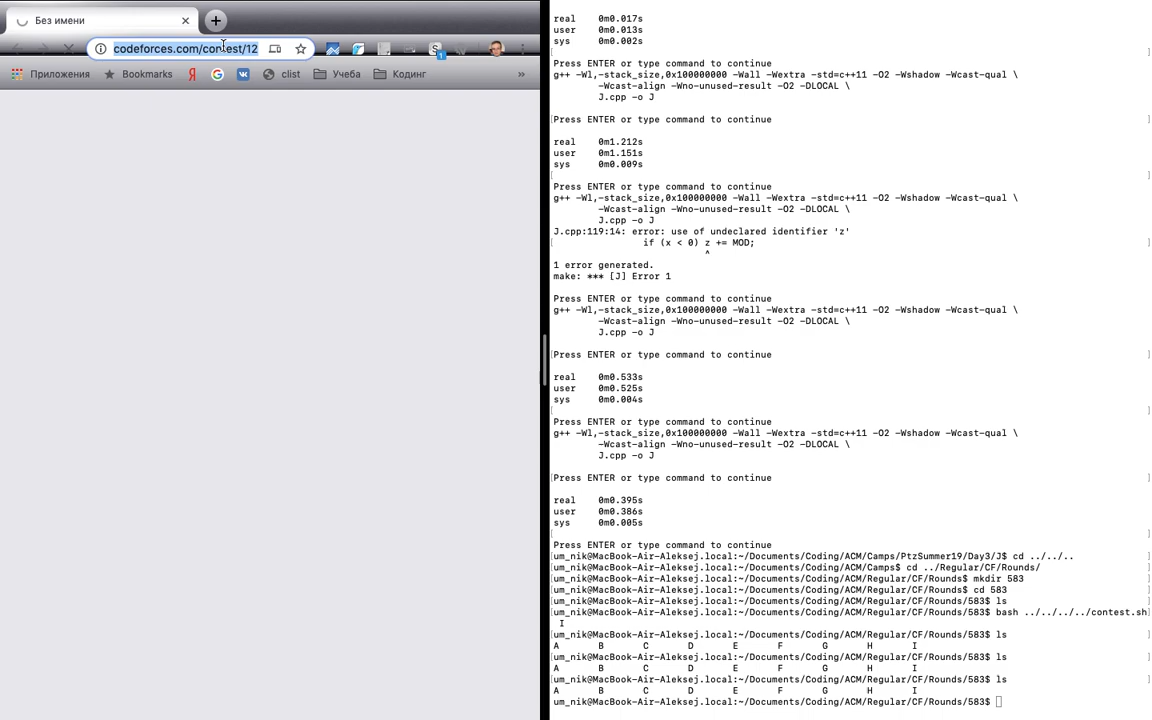 Без имени
codeforces.com/contest/12
1
Приложения Bookmarks Я G clist Учеба Кодинг »
real 0m0.017s
user 0m0.013s
sys 0m0.002s
[ ]
Press ENTER or type command to continue
g++ -Wl,-stack_size,0x100000000 -Wall -Wextra -std=c++11 -O2 -Wshadow -Wcast-qual \
-Wcast-align -Wno-unused-result -O2 -DLOCAL \
J.cpp -o J
[Press ENTER or type command to continue ]
real 0m1.212s
user 0m1.151s
sys 0m0.009s
[ ]
Press ENTER or type command to continue
g++ -Wl,-stack_size,0x100000000 -Wall -Wextra -std=c++11 -O2 -Wshadow -Wcast-qual \
-Wcast-align -Wno-unused-result -O2 -DLOCAL \
J.cpp -o J
J.cpp:119:14: error: use of undeclared identifier 'z'
[ if (x < 0) z += MOD; ]
^
1 error generated.
make: *** [J] Error 1
Press ENTER or type command to continue
g++ -Wl,-stack_size,0x100000000 -Wall -Wextra -std=c++11 -O2 -Wshadow -Wcast-qual \
-Wcast-align -Wno-unused-result -O2 -DLOCAL \
J.cpp -o J
[Press ENTER or type command to continue ]
real 0m0.533s
user 0m0.525s
sys 0m0.004s
[ ]
Press ENTER or type command to continue
g++ -Wl,-stack_size,0x100000000 -Wall -Wextra -std=c++11 -O2 -Wshadow -Wcast-qual \
-Wcast-align -Wno-unused-result -O2 -DLOCAL \
J.cpp -o J
[Press ENTER or type command to continue ]
real 0m0.395s
user 0m0.386s
sys 0m0.005s
[ ]
Press ENTER or type command to continue
[um_nik@MacBook-Air-Aleksej.local:~/Documents/Coding/ACM/Camps/PtzSummer19/Day3/J$ cd ../../.. ]
[um_nik@MacBook-Air-Aleksej.local:~/Documents/Coding/ACM/Camps$ cd ../Regular/CF/Rounds/ ]
[um_nik@MacBook-Air-Aleksej.local:~/Documents/Coding/ACM/Regular/CF/Rounds$ mkdir 583 ]
[um_nik@MacBook-Air-Aleksej.local:~/Documents/Coding/ACM/Regular/CF/Rounds$ cd 583 ]
[um_nik@MacBook-Air-Aleksej.local:~/Documents/Coding/ACM/Regular/CF/Rounds/583$ ls ]
[um_nik@MacBook-Air-Aleksej.local:~/Documents/Coding/ACM/Regular/CF/Rounds/583$ bash ../../../../contest.sh]
I
[um_nik@MacBook-Air-Aleksej.local:~/Documents/Coding/ACM/Regular/CF/Rounds/583$ ls ]
A B C D E F G H I
[um_nik@MacBook-Air-Aleksej.local:~/Documents/Coding/ACM/Regular/CF/Rounds/583$ ls ]
A B C D E F G H I
[um_nik@MacBook-Air-Aleksej.local:~/Documents/Coding/ACM/Regular/CF/Rounds/583$ ls ]
A B C D E F G H I
um_nik@MacBook-Air-Aleksej.local:~/Documents/Coding/ACM/Regular/CF/Rounds/583$